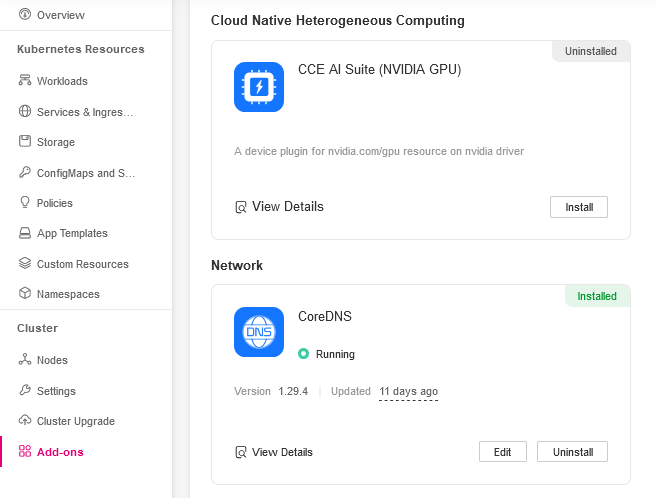 Overview
Kubernetes Resources
Workloads
Services & Ingres...
Storage
ConfigMaps and S...
Policies
App Templates
Custom Resources
Namespaces
Cluster
Nodes
Settings
Cluster Upgrade
Add-ons
Cloud Native Heterogeneous Computing
Uninstalled
CCE AI Suite (NVIDIA GPU)
A device plugin for nvidia.com/gpu resource on nvidia driver
View Details
Install
Network
Installed
DNS
CoreDNS
Running
Version 1.29.4 Updated 11 days ago
View Details
Edit
Uninstall